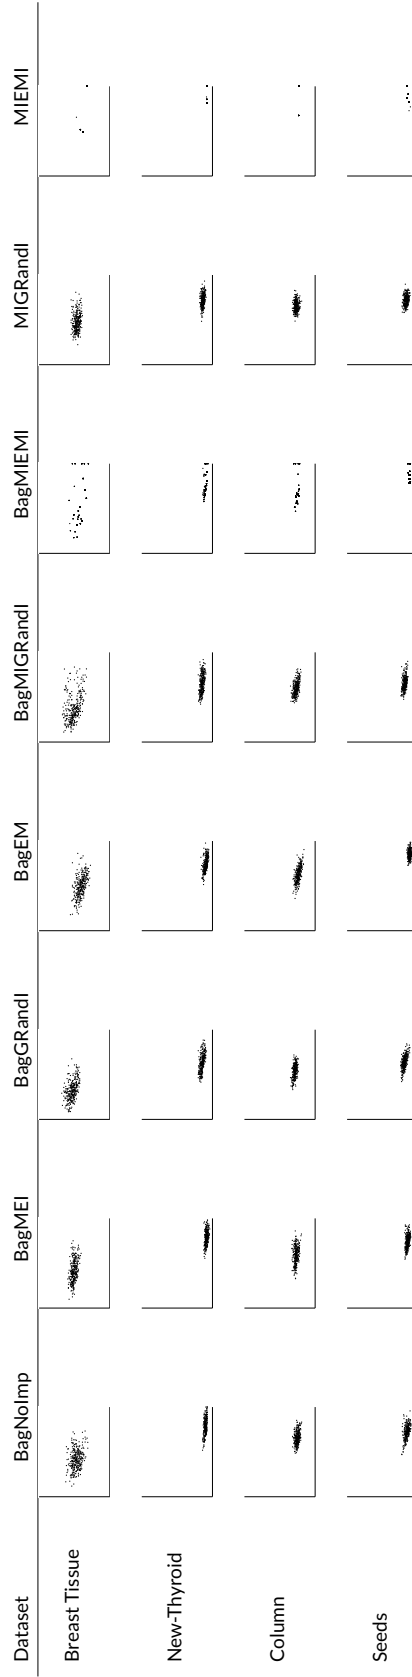 Dataset BagNoImp BagMEI BagGRandI BagEM BagMIGRandI BagMIEMI MIGRandI MIEMI
Breast Tissue
New-Thyroid
Column
Seeds